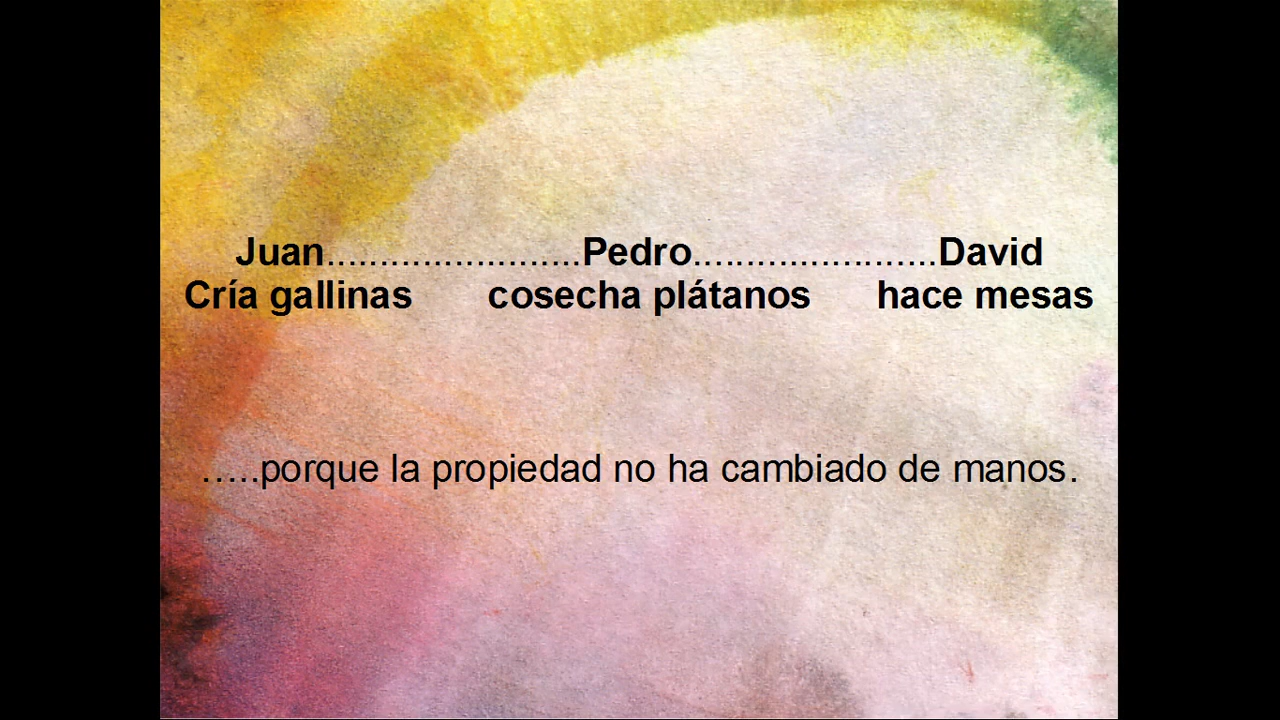 Juan........................Pedro.......................David
Cría gallinas cosecha plátanos hace mesas
…..porque la propiedad no ha cambiado de manos.